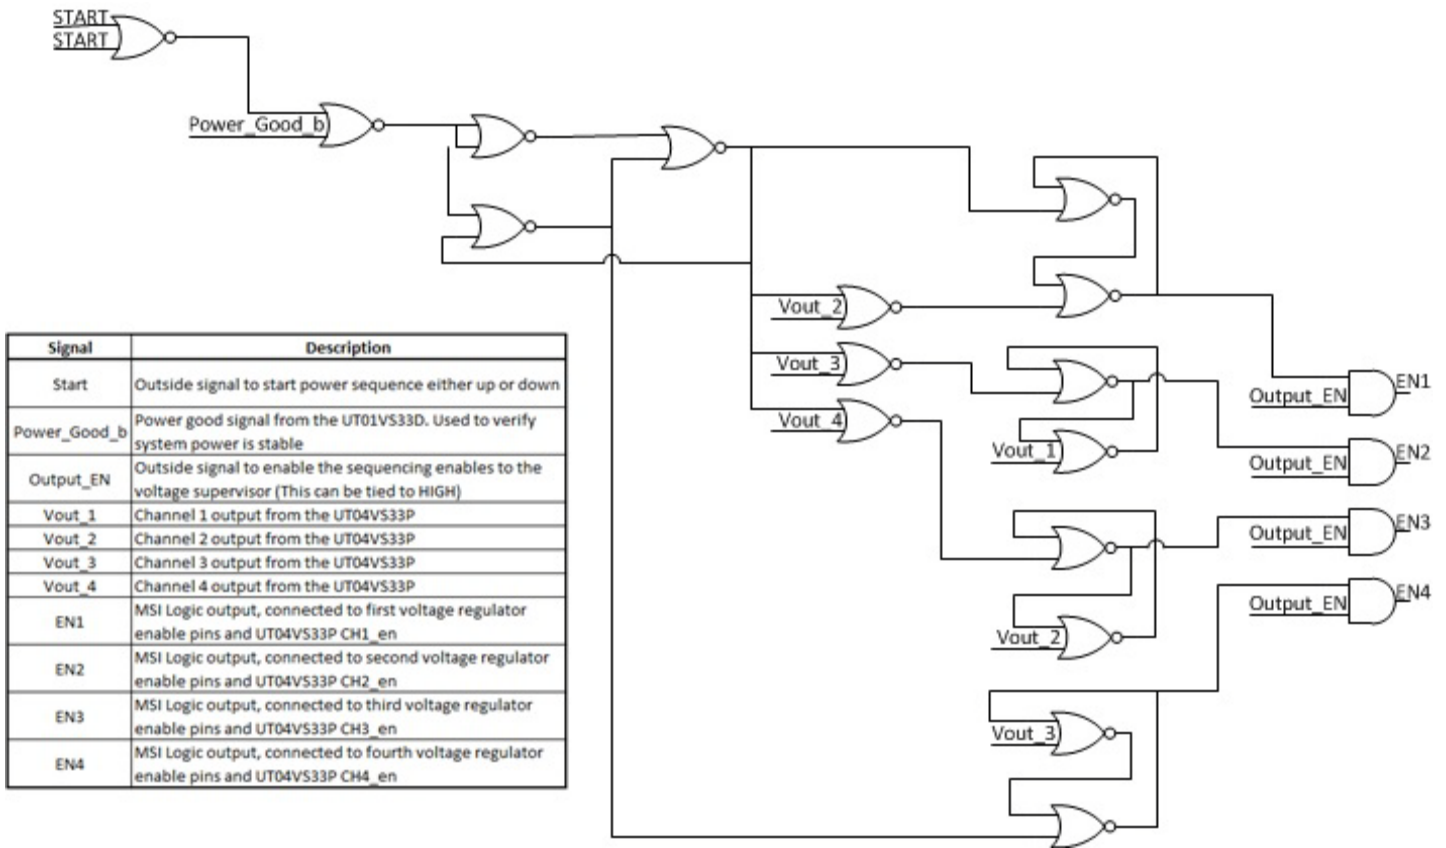 START
START
Power_Good_b
Vout_2
Vout_3
Vout_4
Vout_1
Vout_2
Vout_3
Output_EN
EN1
Output_EN
EN2
Output_EN
EN3
Output_EN
EN4
Signal Description
Start Outside signal to start power sequence either up or down
Power_Good_b Power good signal from the UT01VS33D. Used to verify
system power is stable
Output_EN Outside signal to enable the sequencing enables to the
voltage supervisor (This can be tied to HIGH)
Vout_1 Channel 1 output from the UT04VS33P
Vout_2 Channel 2 output from the UT04VS33P
Vout_3 Channel 3 output from the UT04VS33P
Vout_4 Channel 4 output from the UT04VS33P
EN1 MSI Logic output, connected to first voltage regulator
enable pins and UT04VS33P CH1_en
EN2 MSI Logic output, connected to second voltage regulator
enable pins and UT04VS33P CH2_en
EN3 MSI Logic output, connected to third voltage regulator
enable pins and UT04VS33P CH3_en
EN4 MSI Logic output, connected to fourth voltage regulator
enable pins and UT04VS33P CH4_en